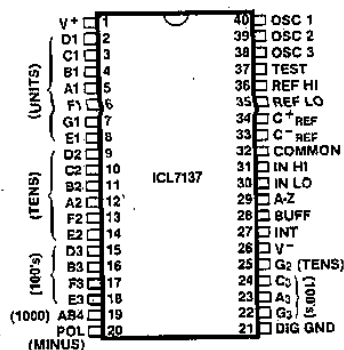 V+ 1 40 OSC 1
D1 2 39 OSC 2
C1 3 38 OSC 3
B1 4 37 TEST
A1 5 36 REF HI
F1 6 35 REF LO
G1 7 34 C+REF
E1 8 33 C-REF
D2 9 32 COMMON
C2 10 31 IN HI
B2 11 30 IN LO
A2 12 29 A-Z
F2 13 28 BUFF
E2 14 27 INT
D3 15 26 V-
B3 16 25 G2 (TENS)
F3 17 24 C3
E3 18 23 A3
(1000) AB4 19 22 G3
POL 20 21 DIG GND
(MINUS)
(UNITS)
(TENS)
(100's)
ICL7137
(100's)